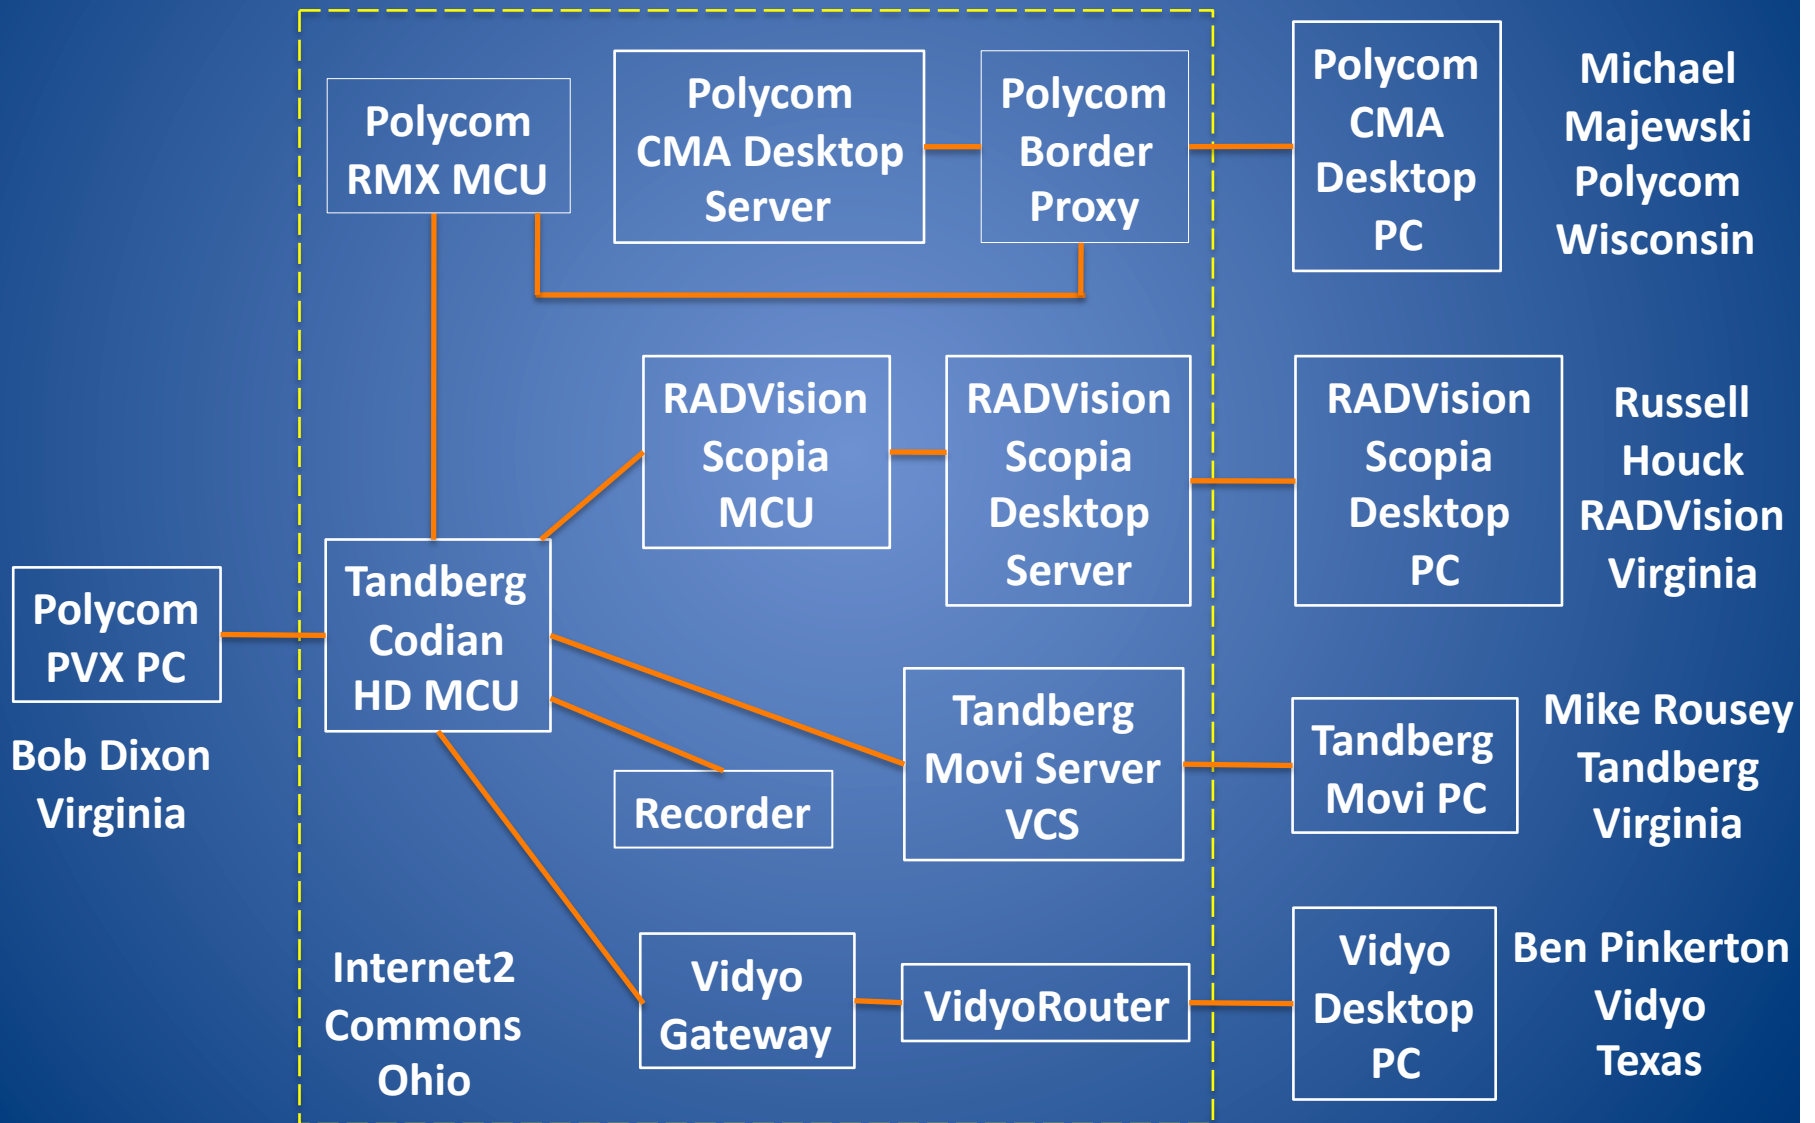 Polycom
RMX MCU
Polycom
CMA Desktop
Server
Polycom
Border
Proxy
Polycom
CMA
Desktop
PC
Michael
Majewski
Polycom
Wisconsin
RADVision
Scopia
MCU
RADVision
Scopia
Desktop
Server
RADVision
Scopia
Desktop
PC
Russell
Houck
RADVision
Virginia
Polycom
PVX PC
Bob Dixon
Virginia
Tandberg
Codian
HD MCU
Recorder
Tandberg
Movi Server
VCS
Tandberg
Movi PC
Mike Rousey
Tandberg
Virginia
Internet2
Commons
Ohio
Vidyo
Gateway
VidyoRouter
Vidyo
Desktop
PC
Ben Pinkerton
Vidyo
Texas